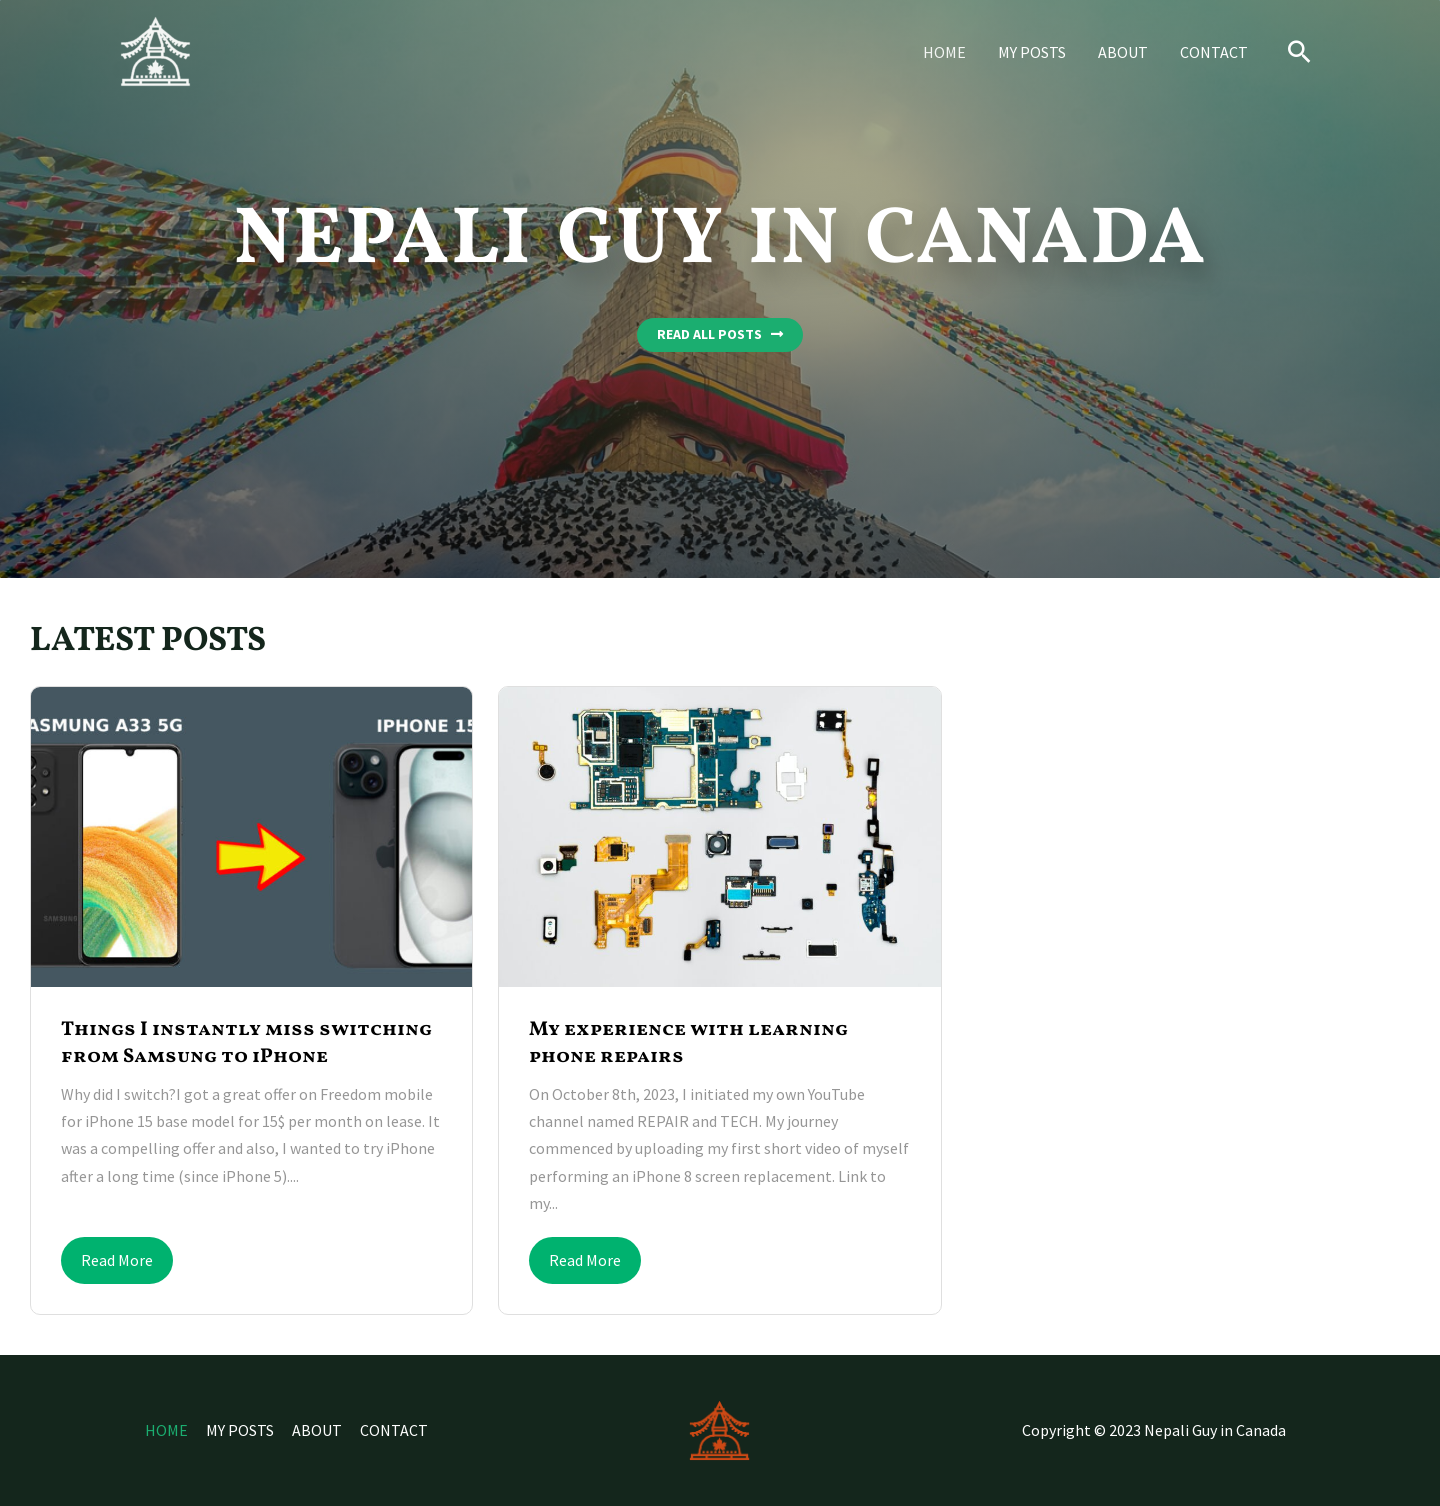 HOME MY POSTS ABOUT CONTACT
NEPALI GUY IN CANADA
READ ALL POSTS
LATEST POSTS
ASMUNG A33 5G
IPHONE 15
SAMSUNG
Things I instantly miss switching
from Samsung to iPhone
Why did I switch?I got a great offer on Freedom mobile
for iPhone 15 base model for 15$ per month on lease. It
was a compelling offer and also, I wanted to try iPhone
after a long time (since iPhone 5)....
Read More
My experience with learning
phone repairs
On October 8th, 2023, I initiated my own YouTube
channel named REPAIR and TECH. My journey
commenced by uploading my first short video of myself
performing an iPhone 8 screen replacement. Link to
my...
Read More
HOME MY POSTS ABOUT CONTACT
Copyright © 2023 Nepali Guy in Canada